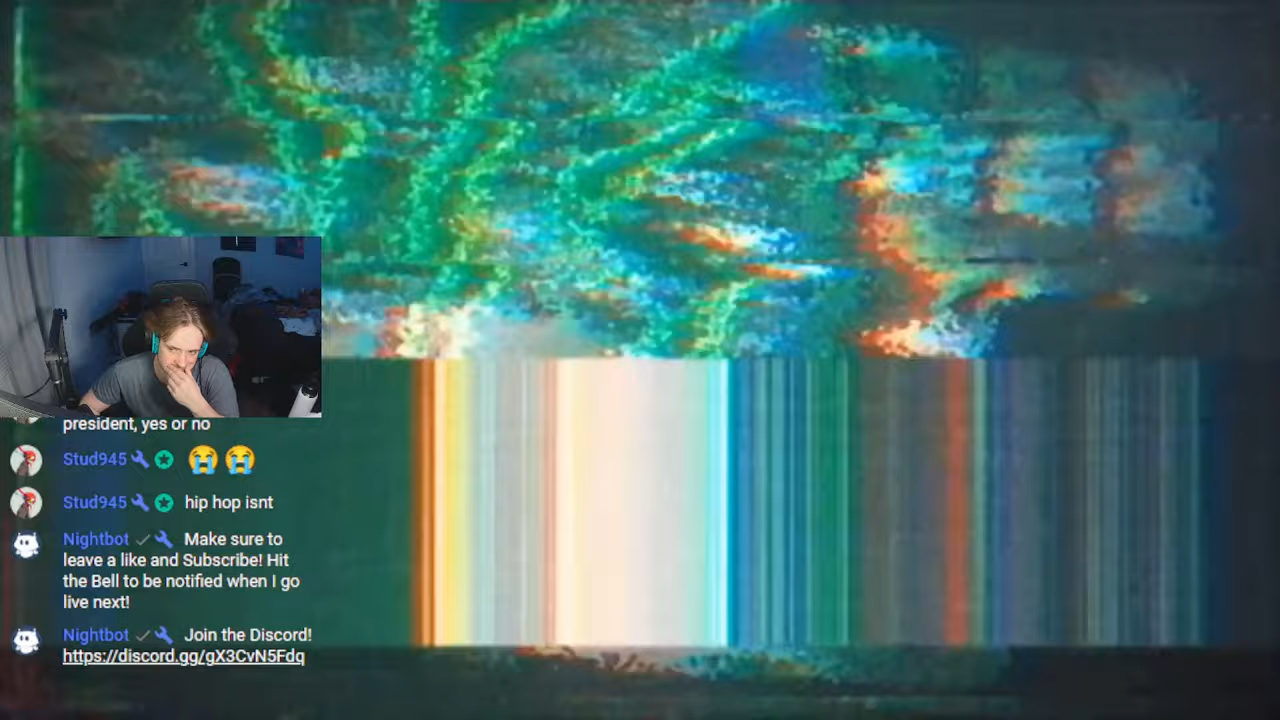 president, yes or no
Stud945 😭😭
Stud945 hip hop isnt
Nightbot Make sure to
leave a like and Subscribe! Hit
the Bell to be notified when I go
live next!
Nightbot Join the Discord!
https://discord.gg/gX3CvN5Fdq